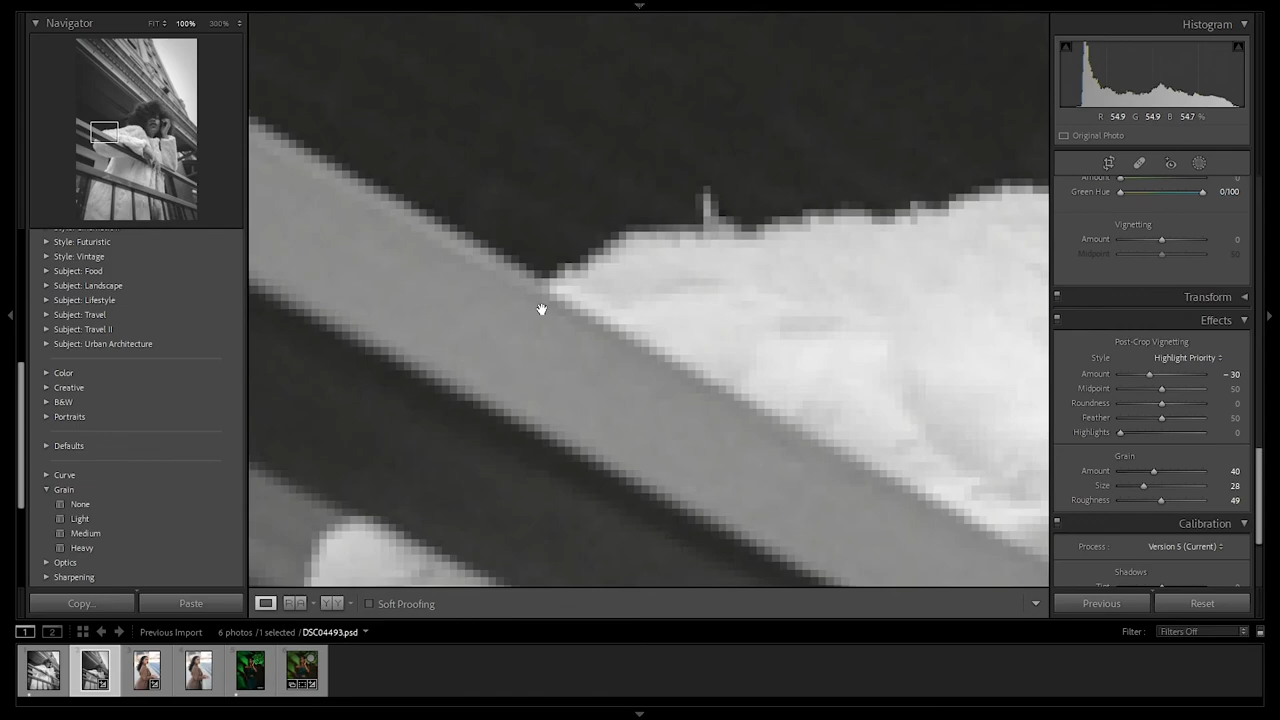 Navigator
FIT
100%
300%
Style: Futuristic
Style: Vintage
Subject: Food
Subject: Landscape
Subject: Lifestyle
Subject: Travel
Subject: Travel II
Subject: Urban Architecture
Color
Creative
B&W
Portraits
Defaults
Curve
Grain
None
Light
Medium
Heavy
Optics
Sharpening
Copy...
Paste
Soft Proofing
Histogram
R 54.9 G 54.9 B 54.7 %
Original Photo
Amount 0
Green Hue 0/100
Vignetting
Amount 0
Midpoint 50
Transform
Effects
Post-Crop Vignetting
Style Highlight Priority
Amount – 30
Midpoint 50
Roundness 0
Feather 50
Highlights 0
Grain
Amount 40
Size 28
Roughness 49
Calibration
Process : Version 5 (Current)
Shadows
Previous
Reset
1 2 Previous Import 6 photos /1 selected /DSC04493.psd
Filter : Filters Off